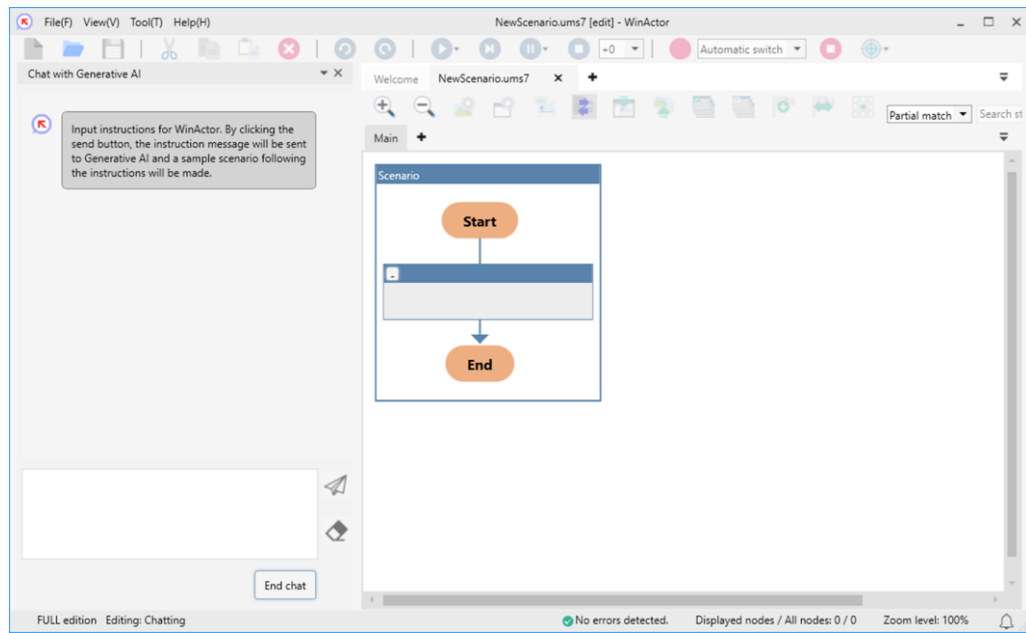 File(F) View(V) Tool(T) Help(H)
NewScenario.ums7 [edit] - WinActor
+0
Automatic switch
Chat with Generative AI
Welcome
NewScenario.ums7
Partial match
Search st
Main
Input instructions for WinActor. By clicking the
send button, the instruction message will be sent
to Generative AI and a sample scenario following
the instructions will be made.
Scenario
Start
-
End
End chat
FULL edition Editing: Chatting
No errors detected.
Displayed nodes / All nodes: 0 / 0
Zoom level: 100%